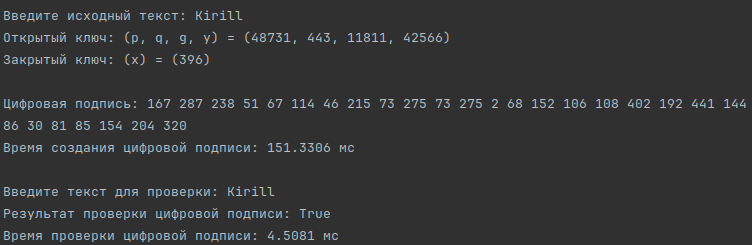 Введите исходный текст: Kirill
Открытый ключ: (p, q, g, y) = (48731, 443, 11811, 42566)
Закрытый ключ: (x) = (396)
Цифровая подпись: 167 287 238 51 67 114 46 215 73 275 73 275 2 68 152 106 108 402 192 441 144
86 30 81 85 154 204 320
Время создания цифровой подписи: 151.3306 мс
Введите текст для проверки: Kirill
Результат проверки цифровой подписи: True
Время проверки цифровой подписи: 4.5081 мс